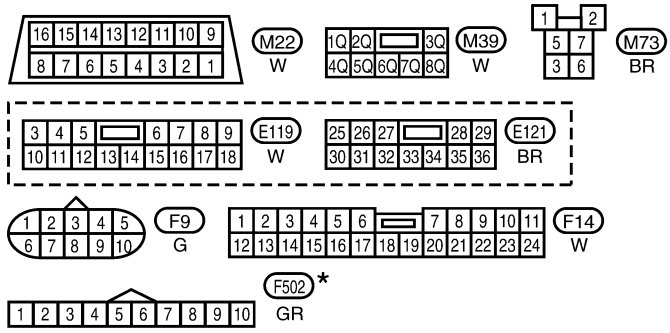 16 15 14 13 12 11 10 9
8 7 6 5 4 3 2 1
M22
W
1Q 2Q 3Q
4Q 5Q 6Q 7Q 8Q
M39
W
1 2
5 7
3 6
M73
BR
3 4 5 6 7 8 9
10 11 12 13 14 15 16 17 18
E119
W
25 26 27 28 29
30 31 32 33 34 35 36
E121
BR
1 2 3 4 5
6 7 8 9 10
F9
G
1 2 3 4 5 6 7 8 9 10 11
12 13 14 15 16 17 18 19 20 21 22 23 24
F14
W
1 2 3 4 5 6 7 8 9 10
F502 *
GR